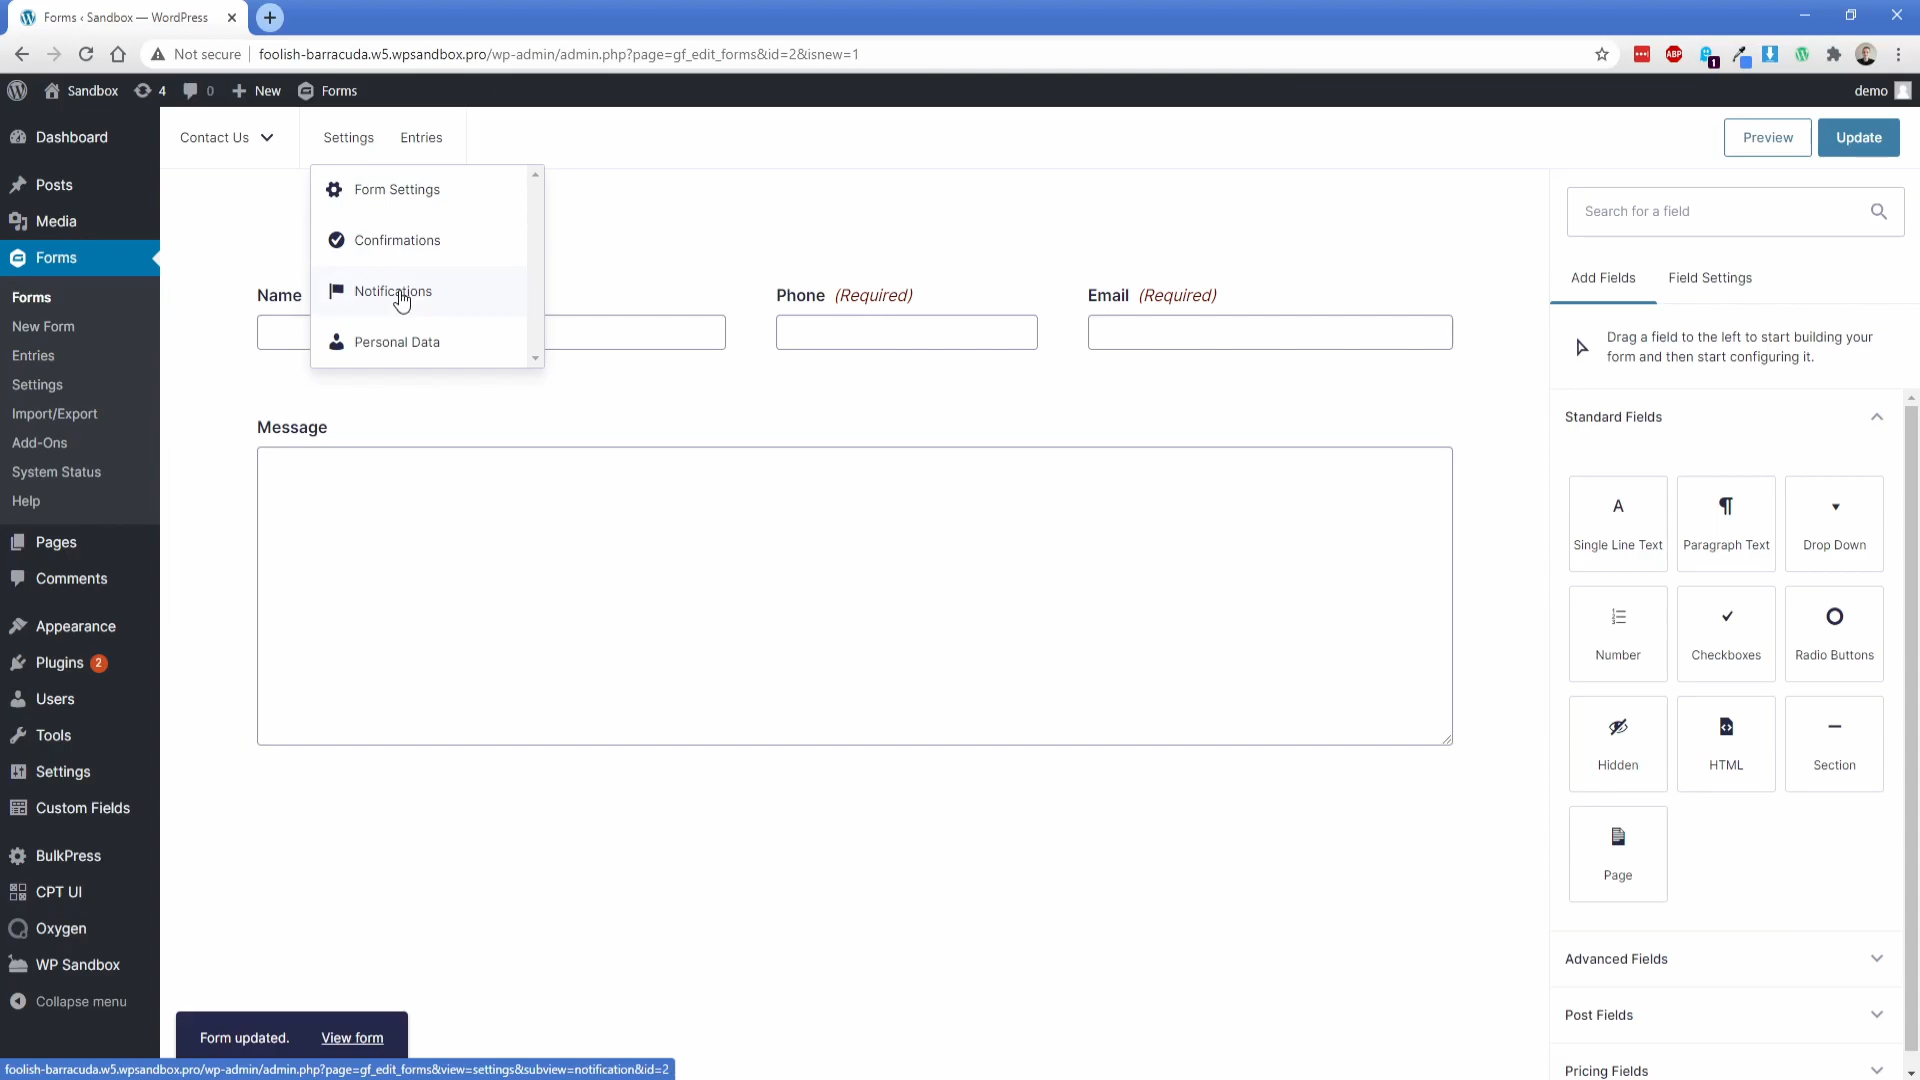 Forms ‹ Sandbox — WordPress
Not secure
foolish-barracuda.w5.wpsandbox.pro/wp-admin/admin.php?page=gf_edit_forms&id=2&isnew=1
ABP
1
Sandbox
4
0
New
Forms
demo
Dashboard
Posts
Media
Forms
Forms
New Form
Entries
Settings
Import/Export
Add-Ons
System Status
Help
Pages
Comments
Appearance
Plugins 2
Users
Tools
Settings
Custom Fields
BulkPress
CPT UI
Oxygen
WP Sandbox
Collapse menu
Contact Us
Settings
Entries
Preview
Update
Form Settings
Confirmations
Notifications
Personal Data
Name
Phone (Required)
Email (Required)
Message
Search for a field
Add Fields
Field Settings
Drag a field to the left to start building your
form and then start configuring it.
Standard Fields
Single Line Text
Paragraph Text
Drop Down
Number
Checkboxes
Radio Buttons
Hidden
HTML
Section
Page
Advanced Fields
Post Fields
Pricing Fields
Form updated.
View form
foolish-barracuda.w5.wpsandbox.pro/wp-admin/admin.php?page=gf_edit_forms&view=settings&subview=notification&id=2